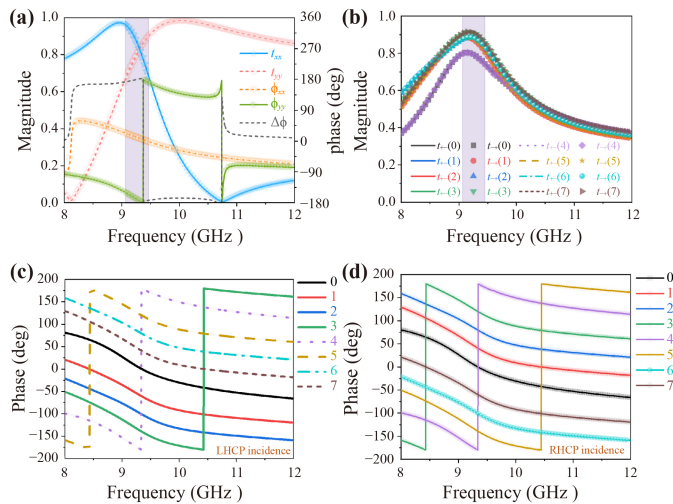 (a)
1.0
0.8
0.6
0.4
0.2
0.0
Magnitude
8 9 10 11 12
Frequency (GHz)
360
270
180
90
0
−90
−180
phase (deg)
txx
tyy
ϕxx
ϕyy
Δϕ
(b)
1.0
0.8
0.6
0.4
0.2
0.0
Magnitude
8 9 10 11 12
Frequency (GHz)
t←(0) t→(0) t←(4) t→(4)
t←(1) t→(1) t←(5) t→(5)
t←(2) t→(2) t←(6) t→(6)
t←(3) t→(3) t←(7) t→(7)
(c)
200
150
100
50
0
−50
−100
−150
−200
Phase (deg)
8 9 10 11 12
Frequency (GHz)
LHCP incidence
0
1
2
3
4
5
6
7
(d)
200
150
100
50
0
−50
−100
−150
−200
Phase (deg)
8 9 10 11 12
Frequency (GHz)
RHCP incidence
0
1
2
3
4
5
6
7